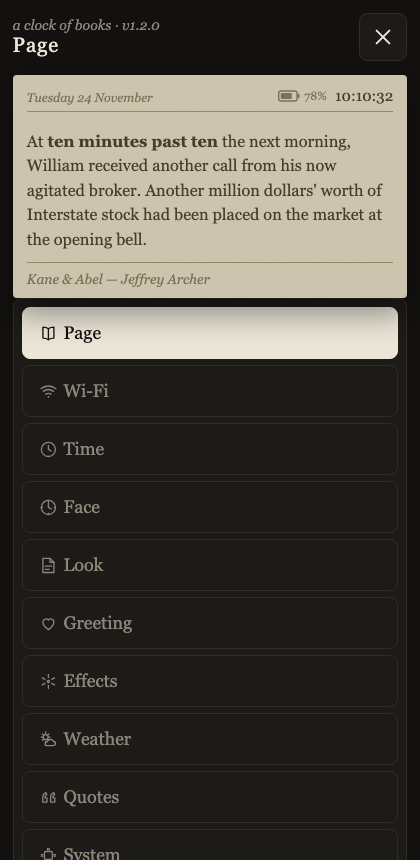 a clock of books · v1.2.0
Page
Tuesday 24 November
78% 10:10:32
At ten minutes past ten the next morning,
William received another call from his now
agitated broker. Another million dollars' worth of
Interstate stock had been placed on the market at
the opening bell.
Kane & Abel — Jeffrey Archer
Page
Wi-Fi
Time
Face
Look
Greeting
Effects
Weather
Quotes
System